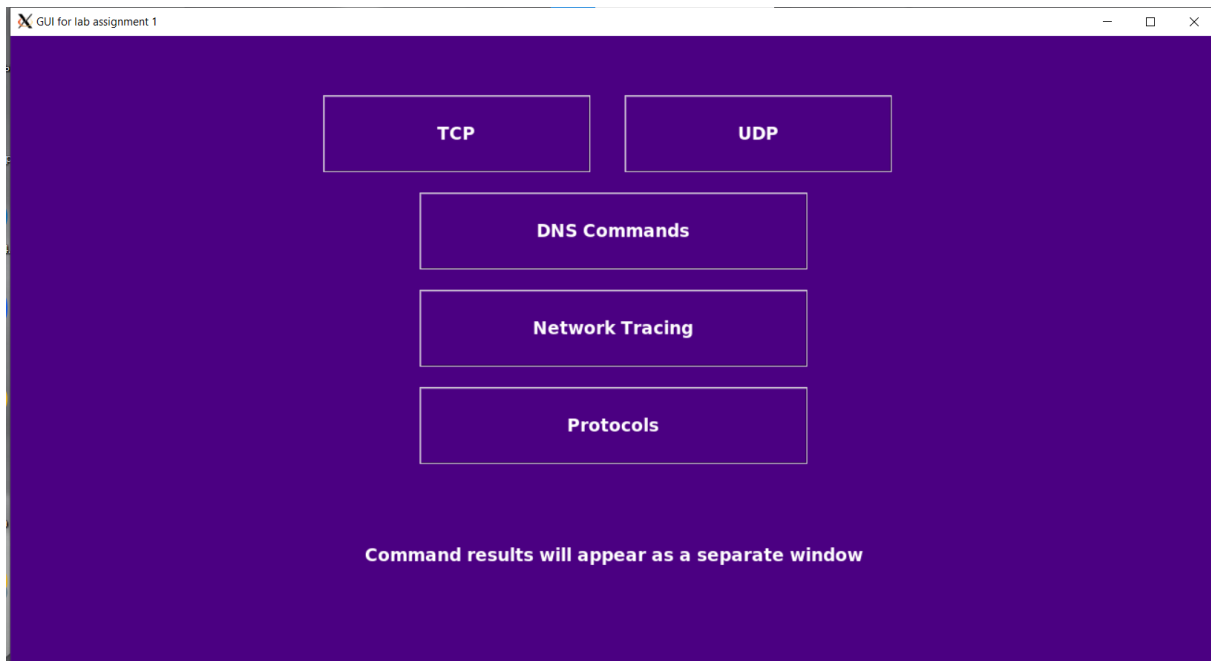 GUI for lab assignment 1
TCP
UDP
DNS Commands
Network Tracing
Protocols
Command results will appear as a separate window